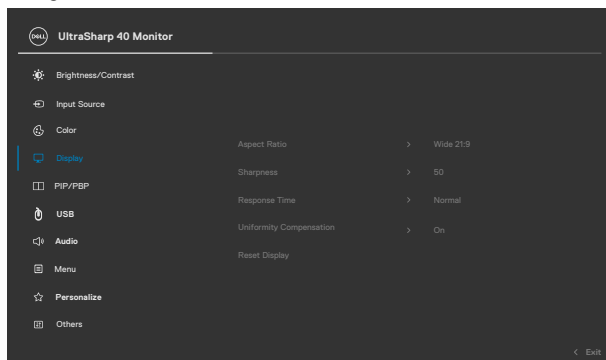 DELL UltraSharp 40 Monitor
Brightness/Contrast
Input Source
Color
Display
PIP/PBP
USB
Audio
Menu
Personalize
Others
Aspect Ratio > Wide 21:9
Sharpness > 50
Response Time > Normal
Uniformity Compensation > On
Reset Display
< Exit